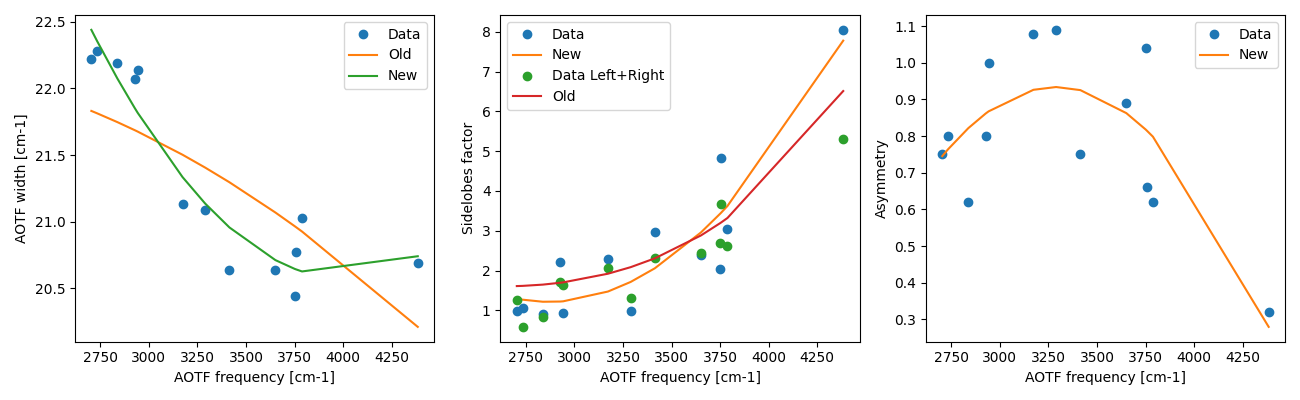 AOTF width [cm-1]
22.5
22.0
21.5
21.0
20.5
Data
Old
New
2750 3000 3250 3500 3750 4000 4250
AOTF frequency [cm-1]
Sidelobes factor
8
7
6
5
4
3
2
1
Data
New
Data Left+Right
Old
2750 3000 3250 3500 3750 4000 4250
AOTF frequency [cm-1]
Asymmetry
1.1
1.0
0.9
0.8
0.7
0.6
0.5
0.4
0.3
Data
New
2750 3000 3250 3500 3750 4000 4250
AOTF frequency [cm-1]